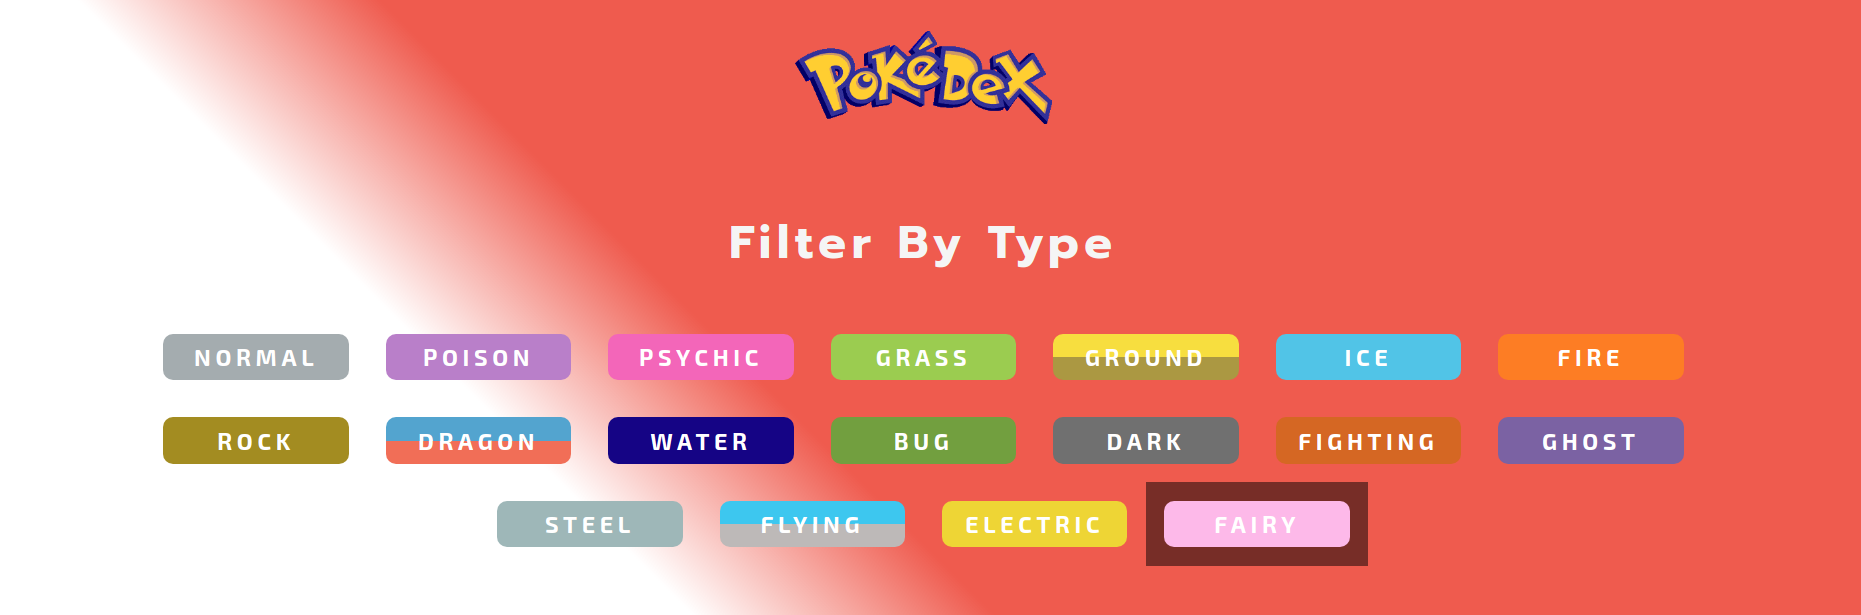 PoKéDex
Filter By Type
NORMAL POISON PSYCHIC GRASS GROUND ICE FIRE
ROCK DRAGON WATER BUG DARK FIGHTING GHOST
STEEL FLYING ELECTRIC FAIRY